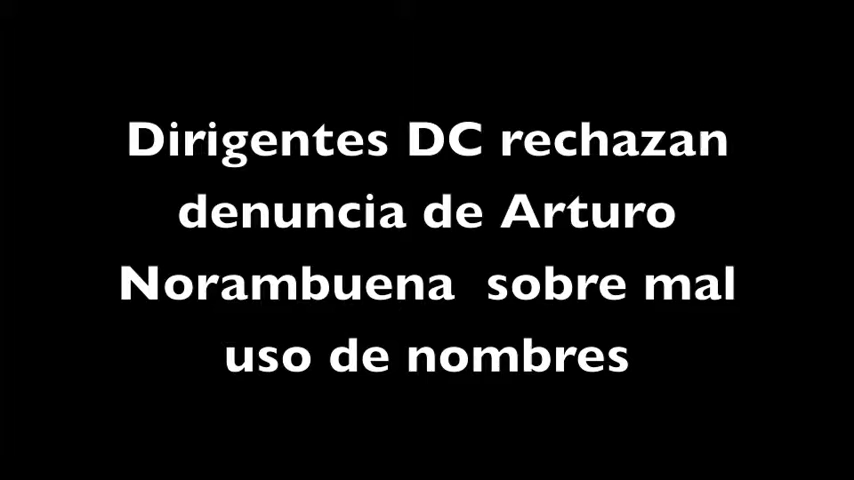 Dirigentes DC rechazan
denuncia de Arturo
Norambuena  sobre mal
uso de nombres